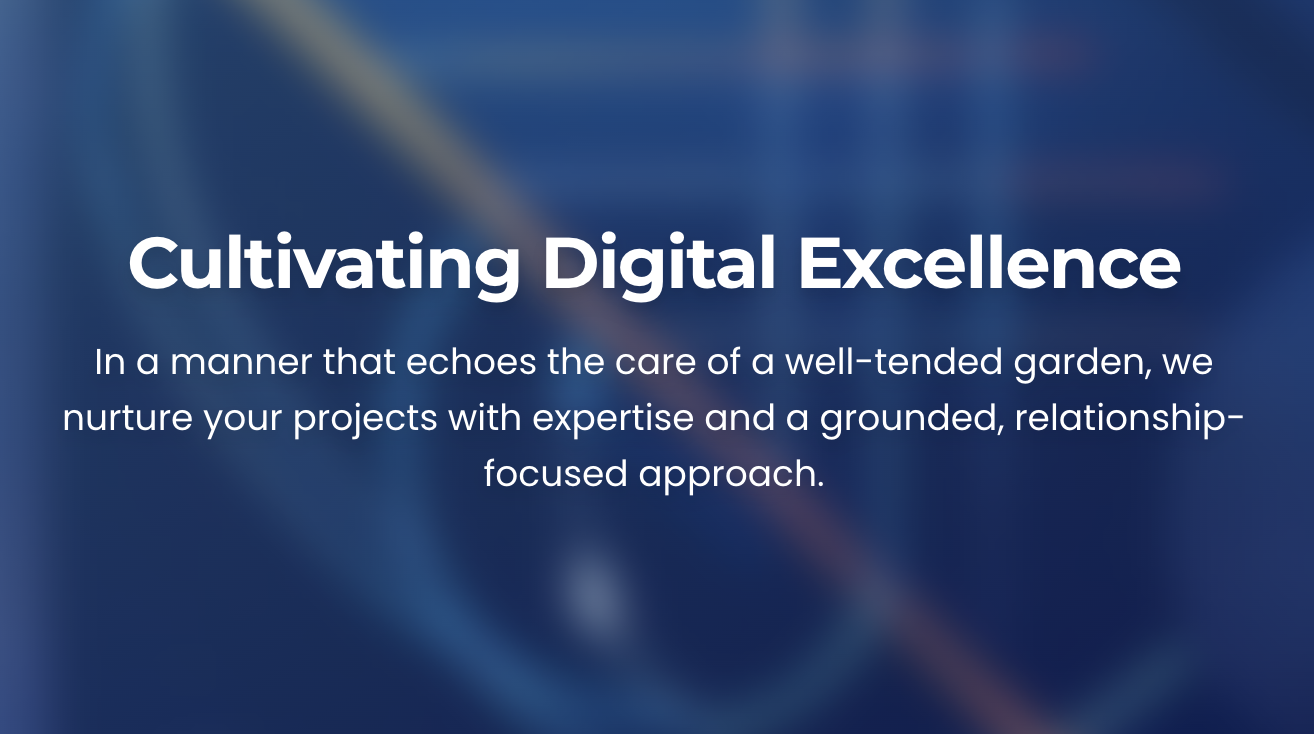 Cultivating Digital Excellence
In a manner that echoes the care of a well-tended garden, we
nurture your projects with expertise and a grounded, relationship-
focused approach.